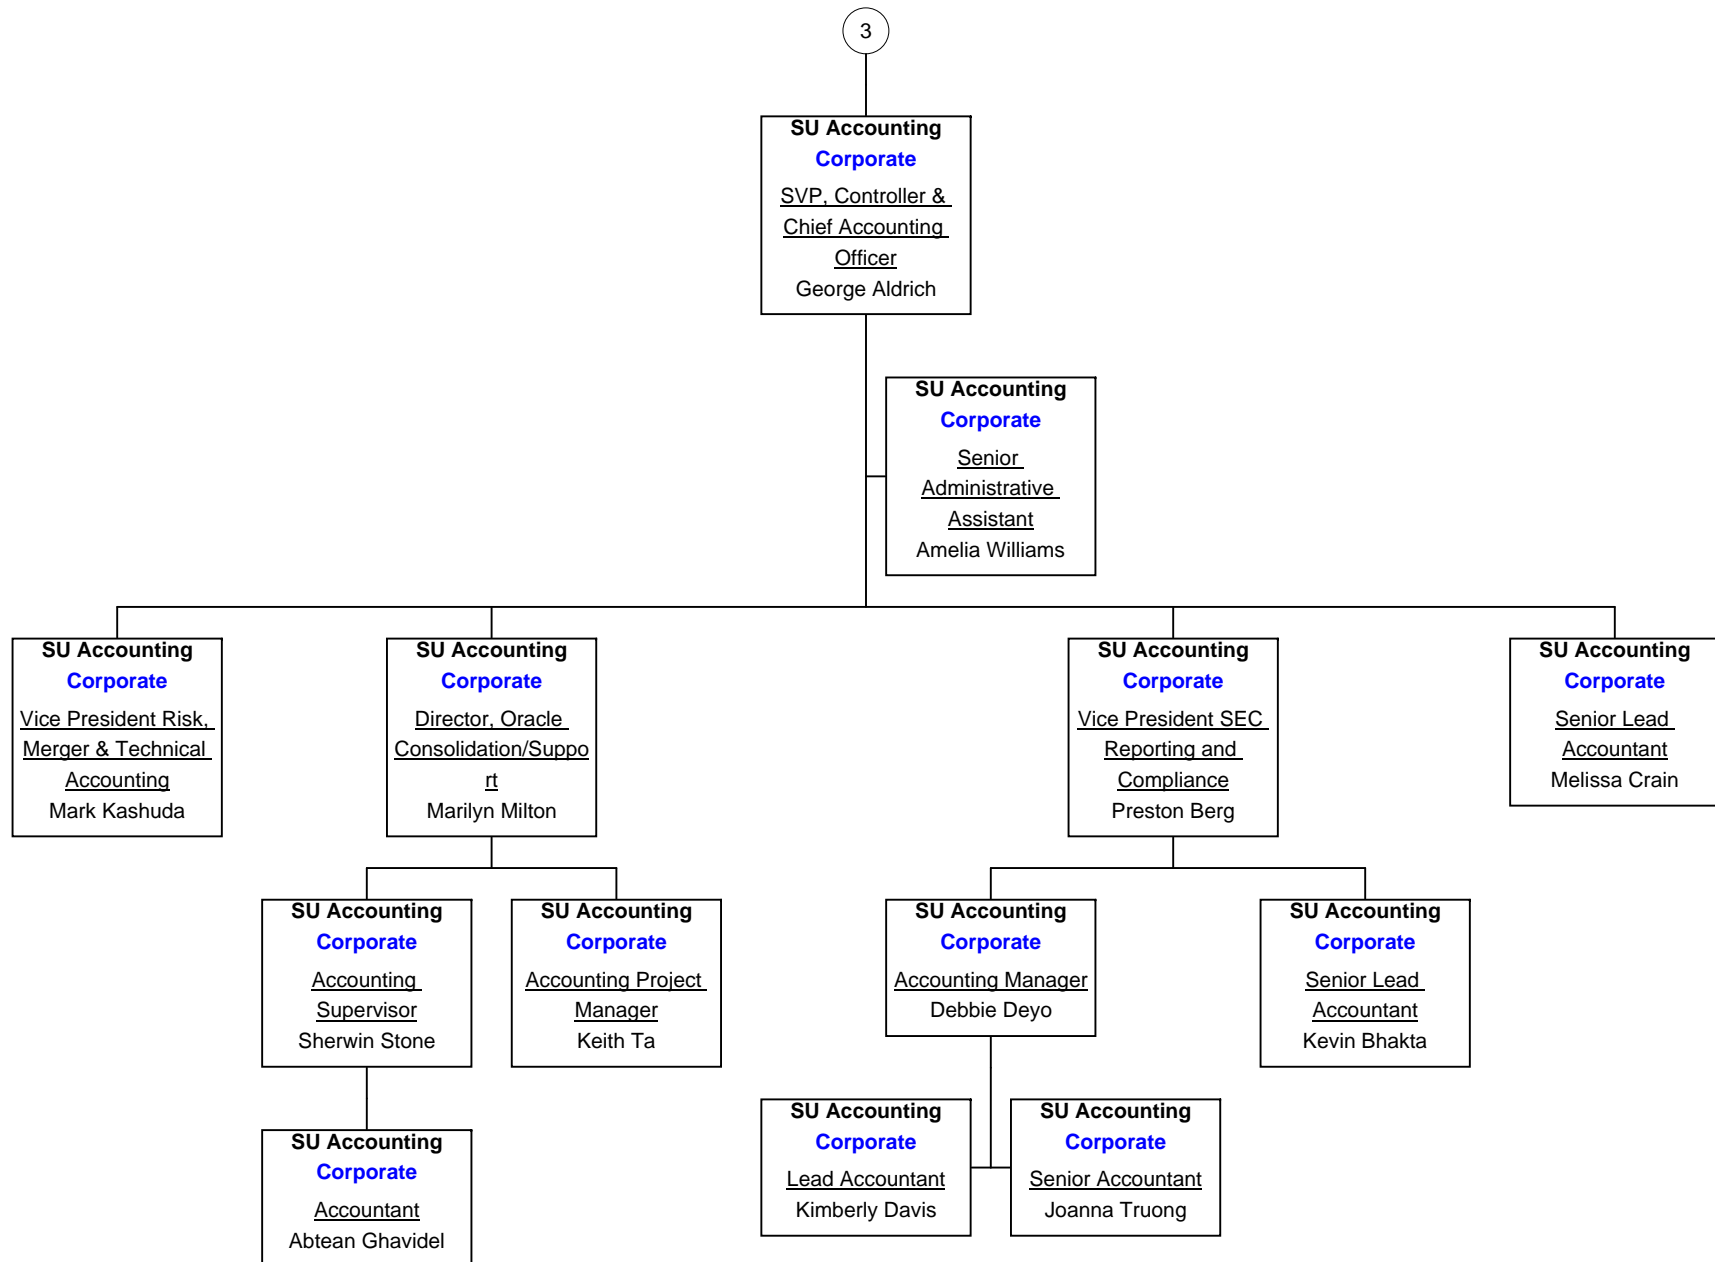 3
SU Accounting
Corporate
SVP, Controller &
Chief Accounting
Officer
George Aldrich
SU Accounting
Corporate
Senior
Administrative
Assistant
Amelia Williams
SU Accounting
Corporate
Vice President Risk,
Merger & Technical
Accounting
Mark Kashuda
SU Accounting
Corporate
Director, Oracle
Consolidation/Suppo
rt
Marilyn Milton
SU Accounting
Corporate
Vice President SEC
Reporting and
Compliance
Preston Berg
SU Accounting
Corporate
Senior Lead
Accountant
Melissa Crain
SU Accounting
Corporate
Accounting
Supervisor
Sherwin Stone
SU Accounting
Corporate
Accounting Project
Manager
Keith Ta
SU Accounting
Corporate
Accounting Manager
Debbie Deyo
SU Accounting
Corporate
Senior Lead
Accountant
Kevin Bhakta
SU Accounting
Corporate
Accountant
Abtean Ghavidel
SU Accounting
Corporate
Lead Accountant
Kimberly Davis
SU Accounting
Corporate
Senior Accountant
Joanna Truong